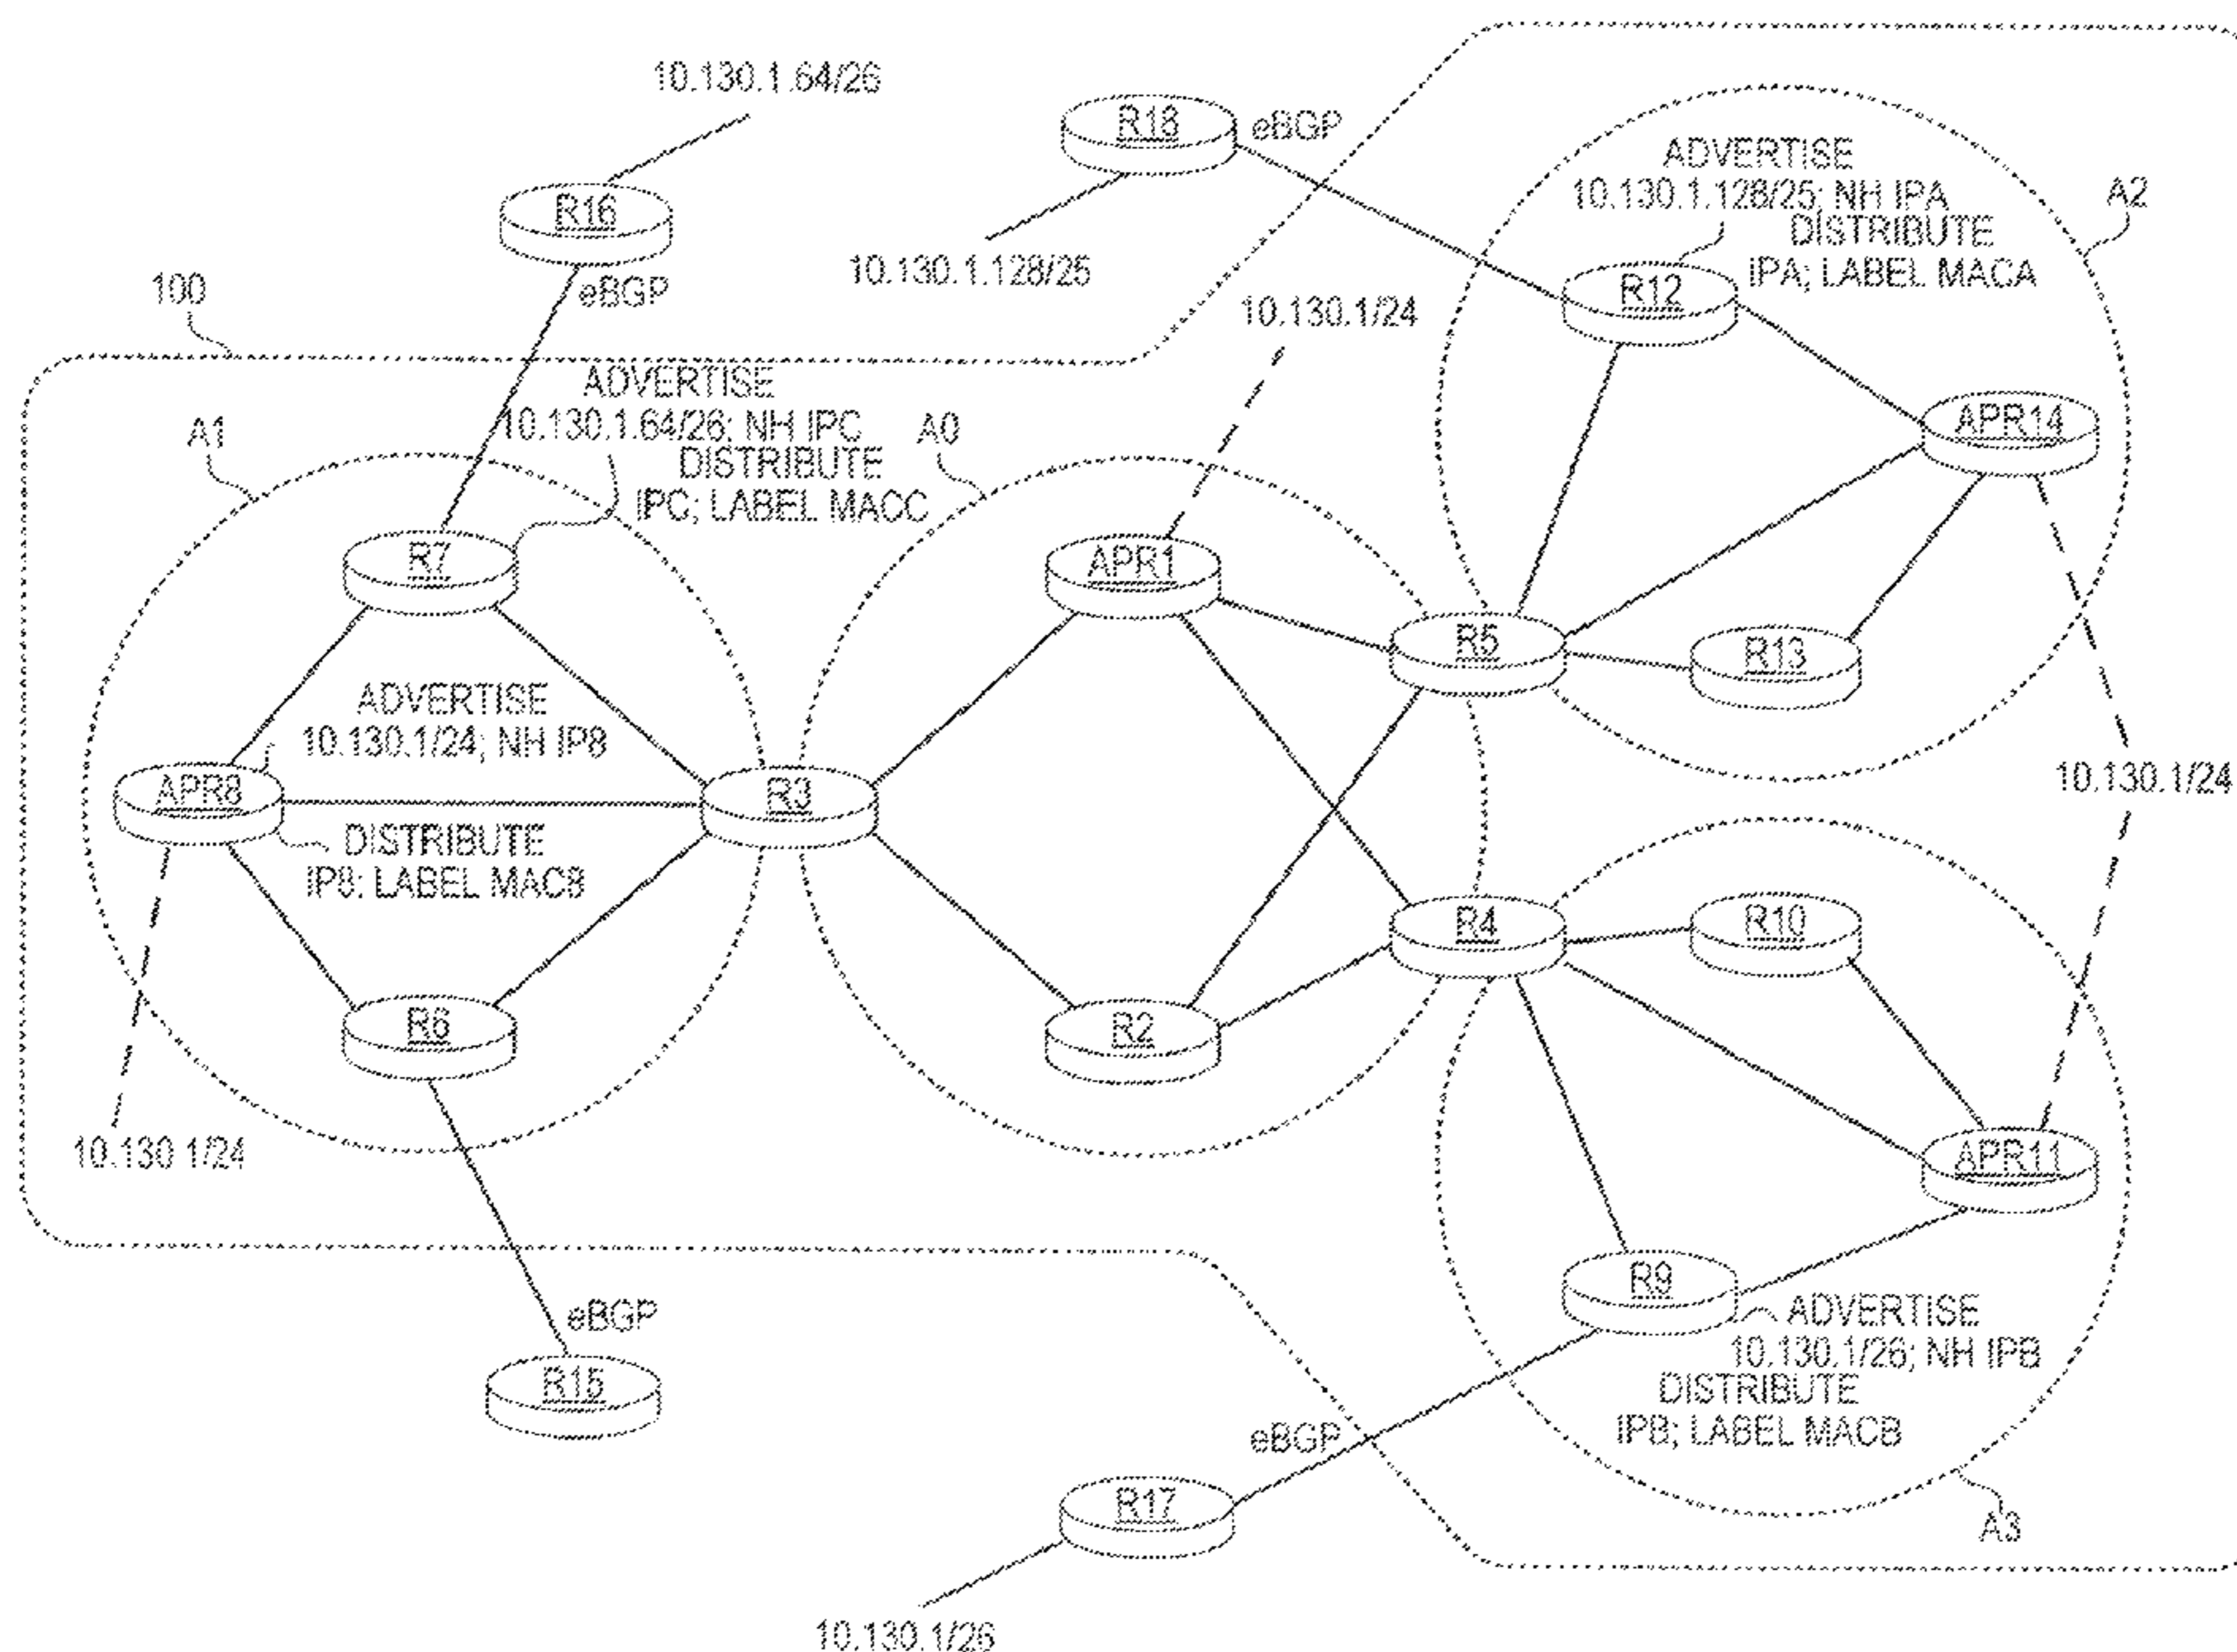 10.130.1.64/26
R18
eBGP
ADVERTISE
10.130.1.128/25; NH IPA
DISTRIBUTE
IPA; LABEL MACA
A2
R16
eBGP
10.130.1.128/25
R12
100
10.130.1/24
ADVERTISE
10.130.1.64/26; NH IPC
DISTRIBUTE
IPC; LABEL MACC
A1
A0
APR14
R7
APR1
R5
R13
ADVERTISE
10.130.1/24; NH IP8
APR8
R3
10.130.1/24
DISTRIBUTE
IP8; LABEL MAC8
R4
R10
R6
R2
10.130.1/24
APR11
R9
ADVERTISE
10.130.1/26; NH IPB
DISTRIBUTE
IPB; LABEL MACB
eBGP
R15
eBGP
R17
A3
10.130.1/26